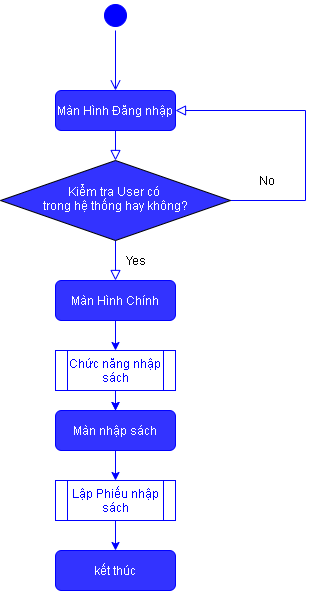 Màn Hình Đăng nhập
Kiểm tra User có
trong hệ thống hay không?
No
Yes
Màn Hình Chính
Chức năng nhập
sách
Màn nhập sách
Lập Phiếu nhập
sách
kết thúc